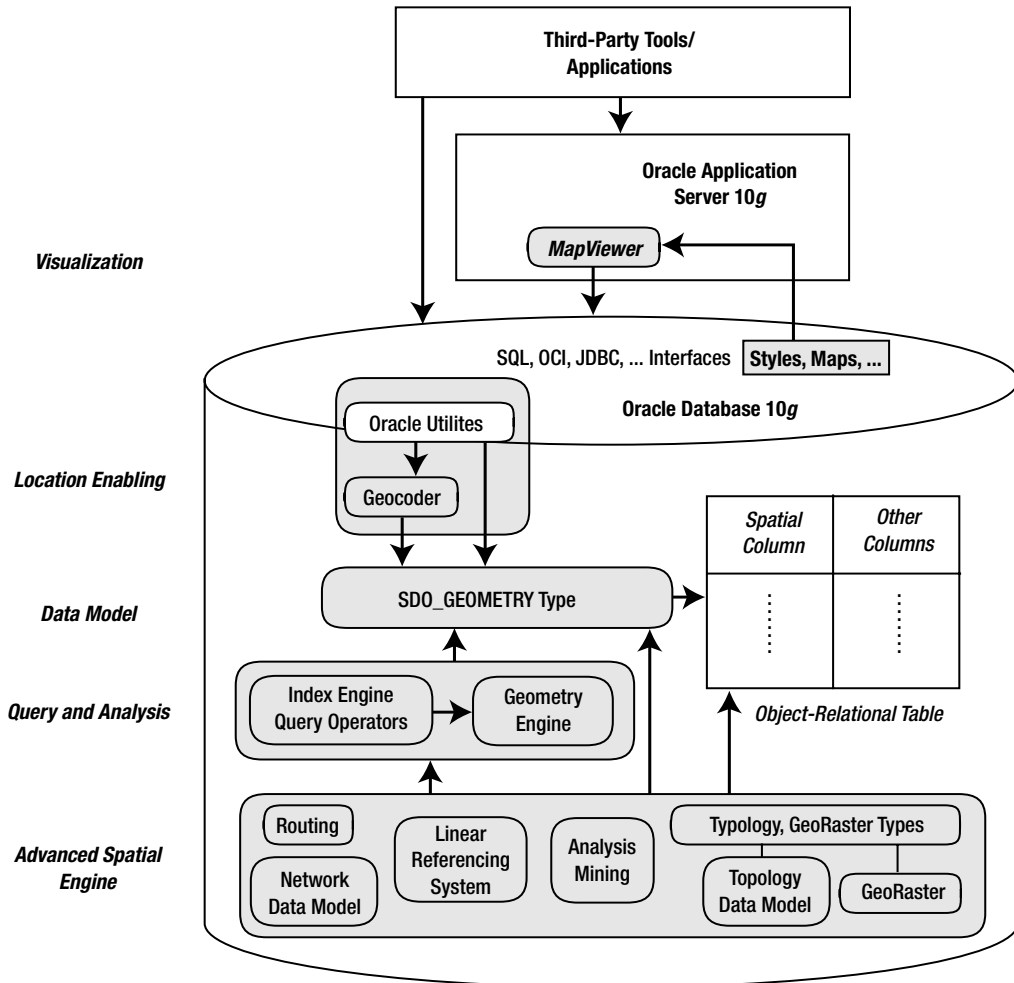 Third-Party Tools/
Applications
Oracle Application
Server 10g
MapViewer
Visualization
SQL, OCI, JDBC, ... Interfaces
Styles, Maps, ...
Oracle Database 10g
Oracle Utilites
Location Enabling
Geocoder
Spatial
Column
Other
Columns
SDO_GEOMETRY Type
Data Model
Index Engine
Query Operators
Geometry
Engine
Query and Analysis
Object-Relational Table
Routing
Linear
Referencing
System
Analysis
Mining
Typology, GeoRaster Types
Advanced Spatial
Engine
Network
Data Model
Topology
Data Model
GeoRaster